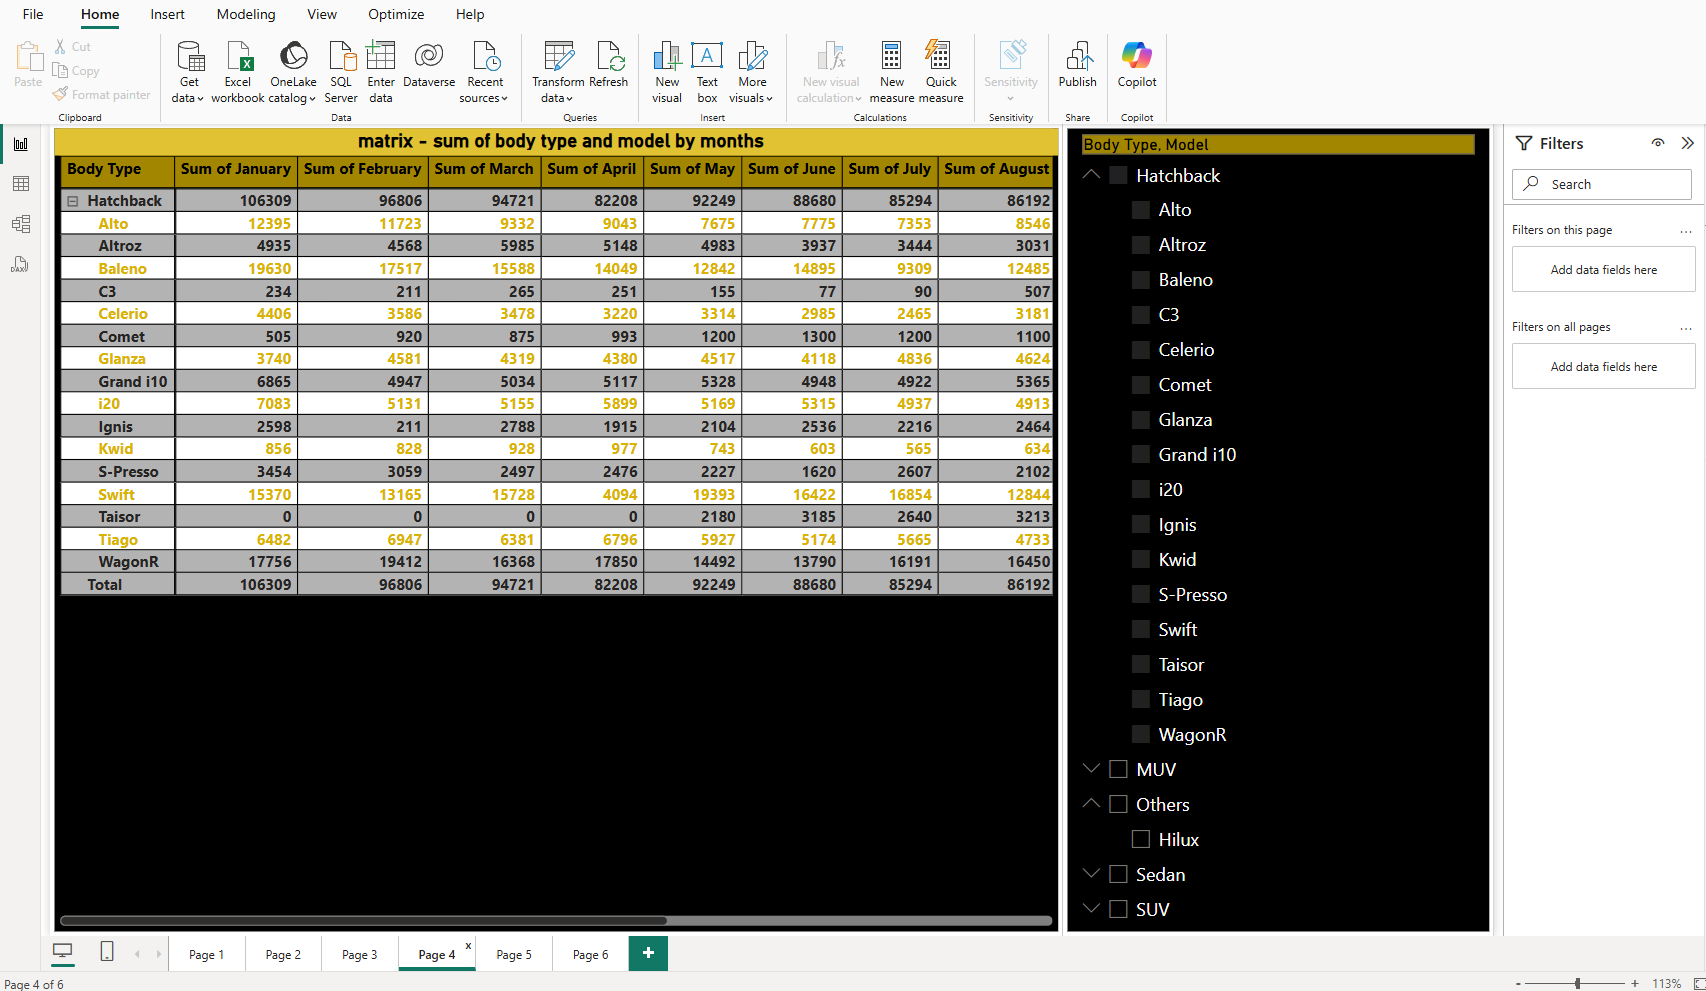 File Home Insert Modeling View Optimize Help
Paste
Cut
Copy
Format painter
Clipboard
Get data
Excel workbook
OneLake catalog
SQL Server
Enter data
Dataverse
Recent sources
Data
Transform data
Refresh
Queries
New visual
Text box
More visuals
Insert
New visual calculation
New measure
Quick measure
Calculations
Sensitivity
Sensitivity
Publish
Share
Copilot
Copilot
matrix - sum of body type and model by months
Body Type Sum of January Sum of February Sum of March Sum of April Sum of May Sum of June Sum of July Sum of August
Hatchback 106309 96806 94721 82208 92249 88680 85294 86192
Alto 12395 11723 9332 9043 7675 7775 7353 8546
Altroz 4935 4568 5985 5148 4983 3937 3444 3031
Baleno 19630 17517 15588 14049 12842 14895 9309 12485
C3 234 211 265 251 155 77 90 507
Celerio 4406 3586 3478 3220 3314 2985 2465 3181
Comet 505 920 875 993 1200 1300 1200 1100
Glanza 3740 4581 4319 4380 4517 4118 4836 4624
Grand i10 6865 4947 5034 5117 5328 4948 4922 5365
i20 7083 5131 5155 5899 5169 5315 4937 4913
Ignis 2598 211 2788 1915 2104 2536 2216 2464
Kwid 856 828 928 977 743 603 565 634
S-Presso 3454 3059 2497 2476 2227 1620 2607 2102
Swift 15370 13165 15728 4094 19393 16422 16854 12844
Taisor 0 0 0 0 2180 3185 2640 3213
Tiago 6482 6947 6381 6796 5927 5174 5665 4733
WagonR 17756 19412 16368 17850 14492 13790 16191 16450
Total 106309 96806 94721 82208 92249 88680 85294 86192
Body Type, Model
Hatchback
Alto
Altroz
Baleno
C3
Celerio
Comet
Glanza
Grand i10
i20
Ignis
Kwid
S-Presso
Swift
Taisor
Tiago
WagonR
MUV
Others
Hilux
Sedan
SUV
Filters
Search
Filters on this page ...
Add data fields here
Filters on all pages ...
Add data fields here
Page 1 Page 2 Page 3 Page 4 x Page 5 Page 6 +
Page 4 of 6
- + 113%